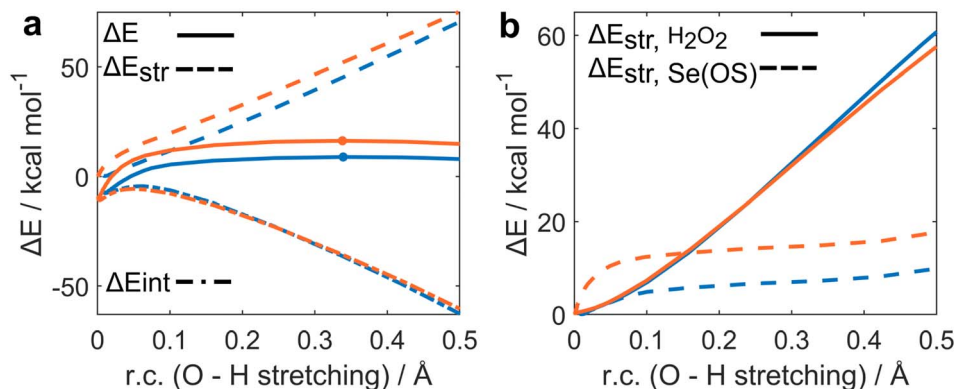 a
ΔE
ΔEstr
ΔEint
50
0
-50
ΔE / kcal mol⁻¹
0 0.1 0.2 0.3 0.4 0.5
r.c. (O - H stretching) / Å
b
ΔEstr, H₂O₂
ΔEstr, Se(OS)
60
40
20
0
ΔE / kcal mol⁻¹
0 0.1 0.2 0.3 0.4 0.5
r.c. (O - H stretching) / Å